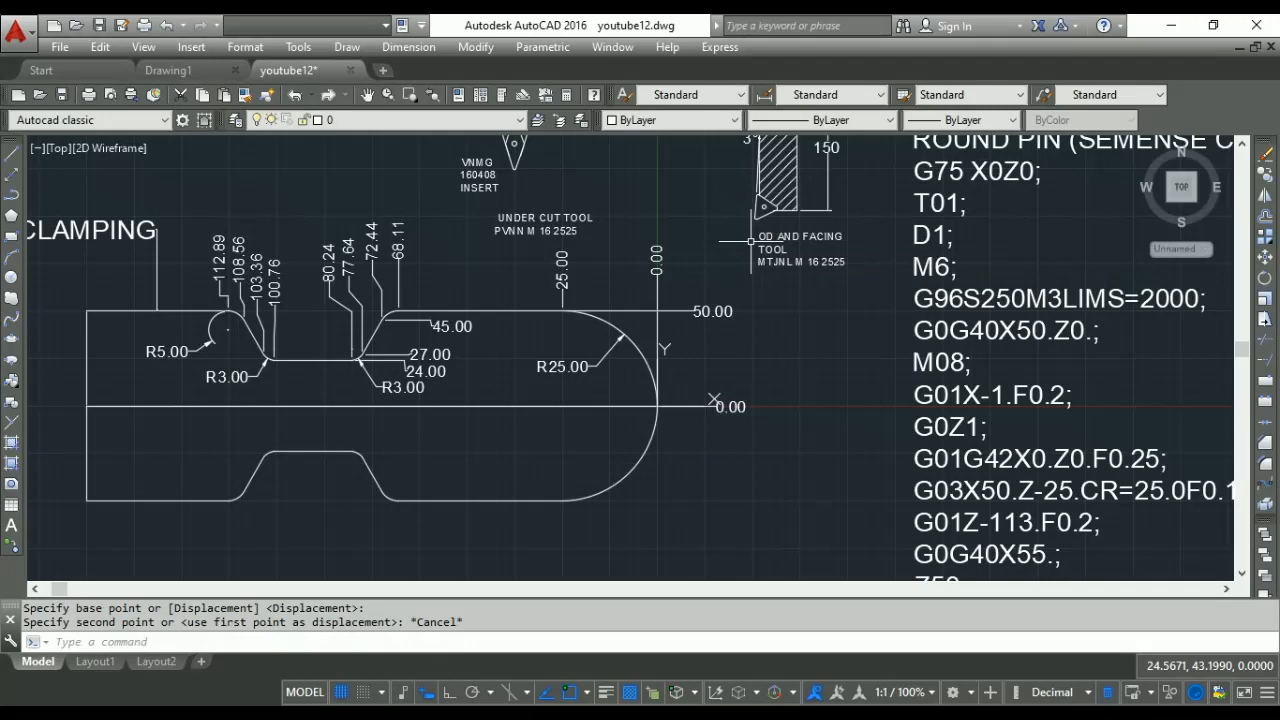 Autodesk AutoCAD 2016 youtube12.dwg
Type a keyword or phrase
Sign In
File Edit View Insert Format Tools Draw Dimension Modify Parametric Window Help Express
Start
Drawing1
youtube12*
Standard
Standard
Standard
Standard
Autocad classic
0
ByLayer
ByLayer
ByLayer
ByColor
[−][Top][2D Wireframe]
VNMG
160408
INSERT
UNDER CUT TOOL
PVNN M 16 2525
150
OD AND FACING
TOOL
MTJNL M 16 2525
CLAMPING
112.89
108.56
103.36
100.76
80.24
77.64
72.44
68.11
25.00
0.00
50.00
45.00
27.00
24.00
R5.00
R3.00
R3.00
R25.00
Y
X
0.00
ROUND PIN (SEMENSE C
G75 X0Z0;
T01;
D1;
M6;
G96S250M3LIMS=2000;
G0G40X50.Z0.;
M08;
G01X-1.F0.2;
G0Z1;
G01G42X0.Z0.F0.25;
G03X50.Z-25.CR=25.0F0.1
G01Z-113.F0.2;
G0G40X55.;
N
W TOP E
S
Unnamed
Specify base point or [Displacement] <Displacement>:
Specify second point or <use first point as displacement>: *Cancel*
Type a command
Model Layout1 Layout2
24.5671, 43.1990, 0.0000
MODEL
1:1 / 100%
Decimal